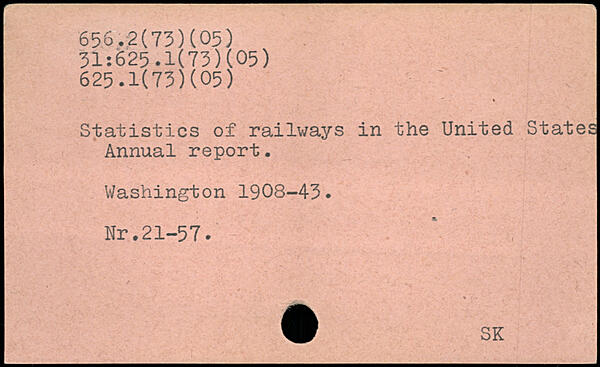 656.2(73)(05)
31:625.1(73)(05)
625.1(73)(05)
Statistics of railways in the United States
Annual report.
Washington 1908-43.
Nr.21-57.
SK